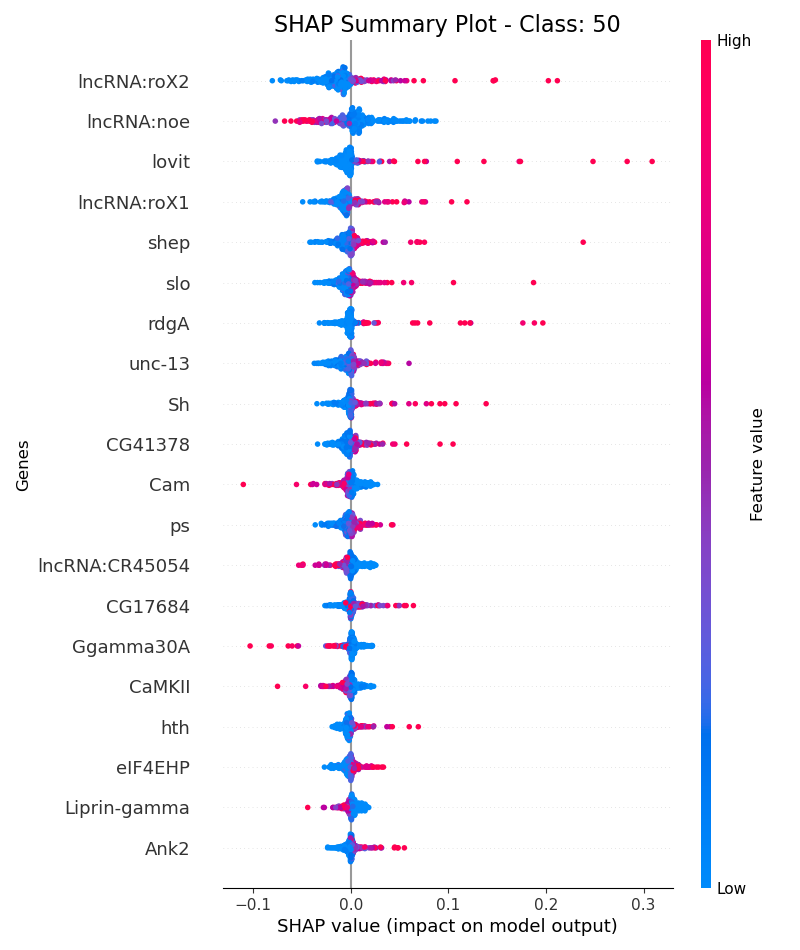 SHAP Summary Plot - Class: 50
High
lncRNA:roX2
lncRNA:noe
lovit
lncRNA:roX1
shep
slo
rdgA
unc-13
Sh
CG41378
Cam
ps
lncRNA:CR45054
CG17684
Ggamma30A
CaMKII
hth
eIF4EHP
Liprin-gamma
Ank2
Genes
Feature value
Low
−0.1 0.0 0.1 0.2 0.3
SHAP value (impact on model output)